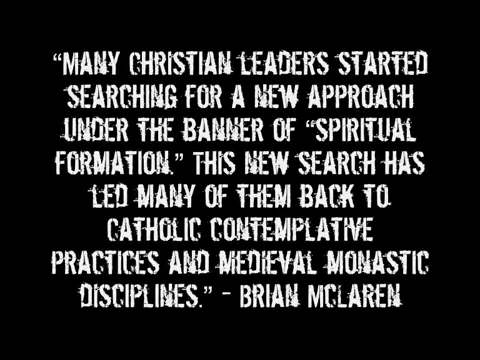 “MANY CHRISTIAN LEADERS STARTED
SEARCHING FOR A NEW APPROACH
UNDER THE BANNER OF “SPIRITUAL
FORMATION.” THIS NEW SEARCH HAS
LED MANY OF THEM BACK TO
CATHOLIC CONTEMPLATIVE
PRACTICES AND MEDIEVAL MONASTIC
DISCIPLINES.” - BRIAN MCLAREN